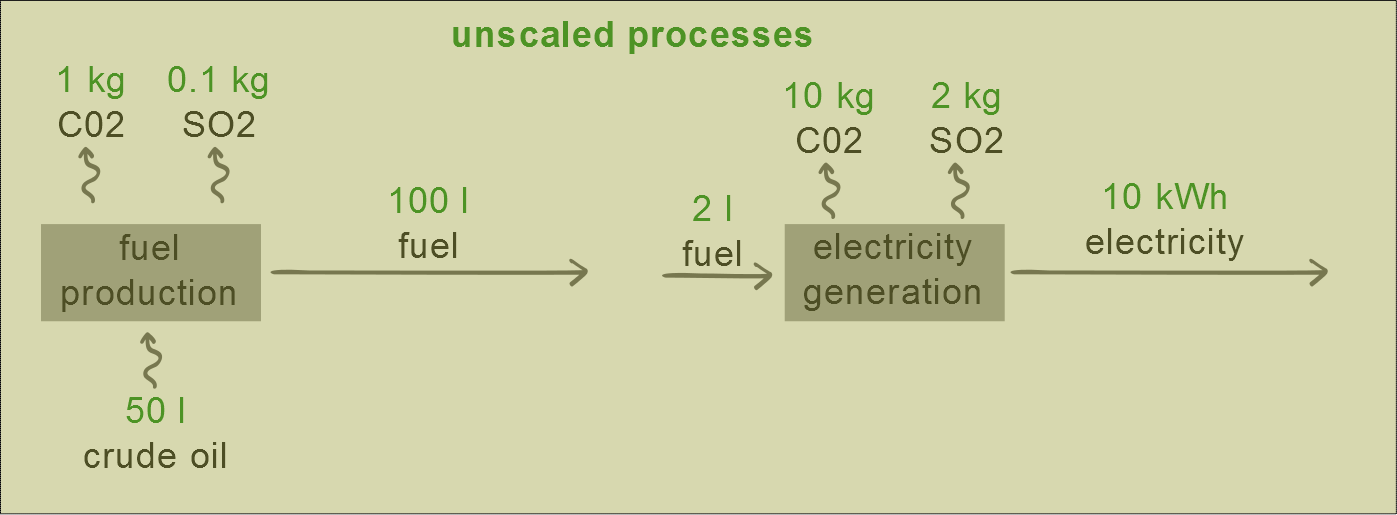 unscaled processes
1 kg
C02
0.1 kg
SO2
100 l
fuel
fuel
production
50 l
crude oil
2 l
fuel
10 kg
C02
2 kg
SO2
electricity
generation
10 kWh
electricity